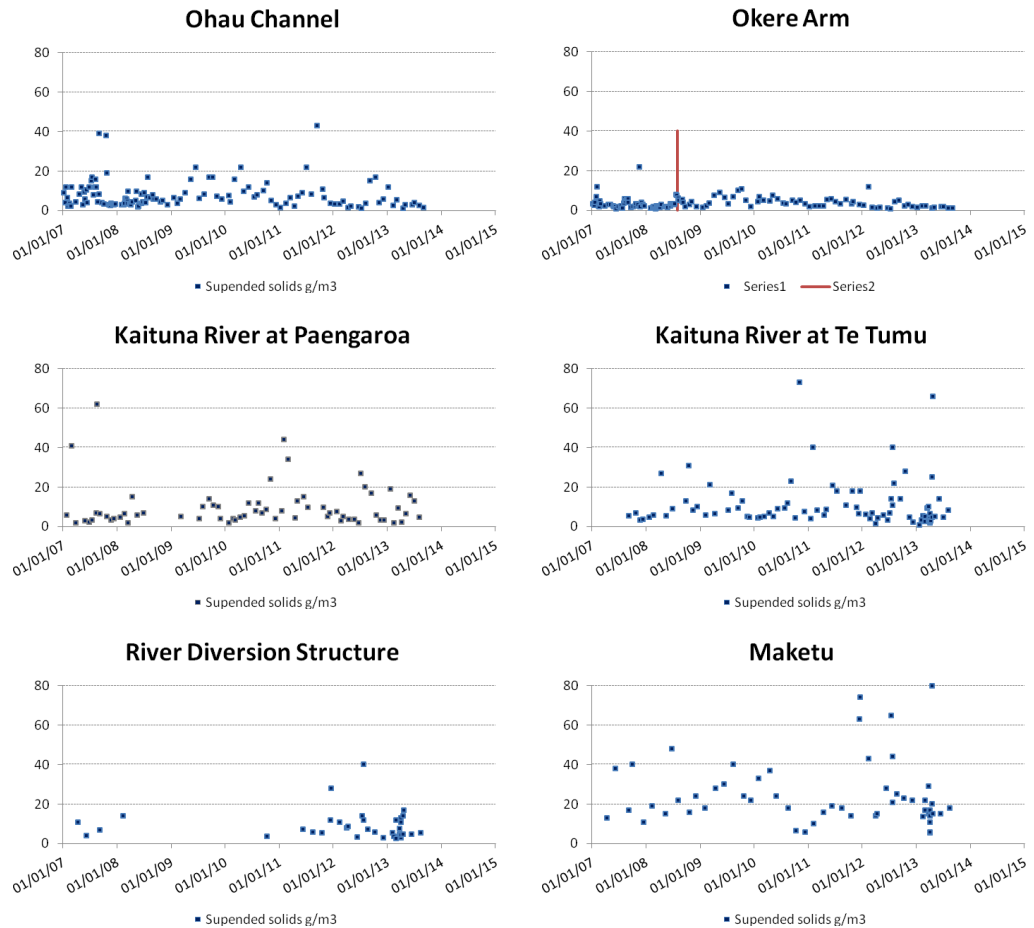 Ohau Channel
80
60
40
20
0
01/01/07 01/01/08 01/01/09 01/01/10 01/01/11 01/01/12 01/01/13 01/01/14 01/01/15
Supended solids g/m3
Okere Arm
80
60
40
20
0
01/01/07 01/01/08 01/01/09 01/01/10 01/01/11 01/01/12 01/01/13 01/01/14 01/01/15
Series1 Series2
Kaituna River at Paengaroa
80
60
40
20
0
01/01/07 01/01/08 01/01/09 01/01/10 01/01/11 01/01/12 01/01/13 01/01/14 01/01/15
Supended solids g/m3
Kaituna River at Te Tumu
80
60
40
20
0
01/01/07 01/01/08 01/01/09 01/01/10 01/01/11 01/01/12 01/01/13 01/01/14 01/01/15
Supended solids g/m3
River Diversion Structure
80
60
40
20
0
01/01/07 01/01/08 01/01/09 01/01/10 01/01/11 01/01/12 01/01/13 01/01/14 01/01/15
Supended solids g/m3
Maketu
80
60
40
20
0
01/01/07 01/01/08 01/01/09 01/01/10 01/01/11 01/01/12 01/01/13 01/01/14 01/01/15
Supended solids g/m3